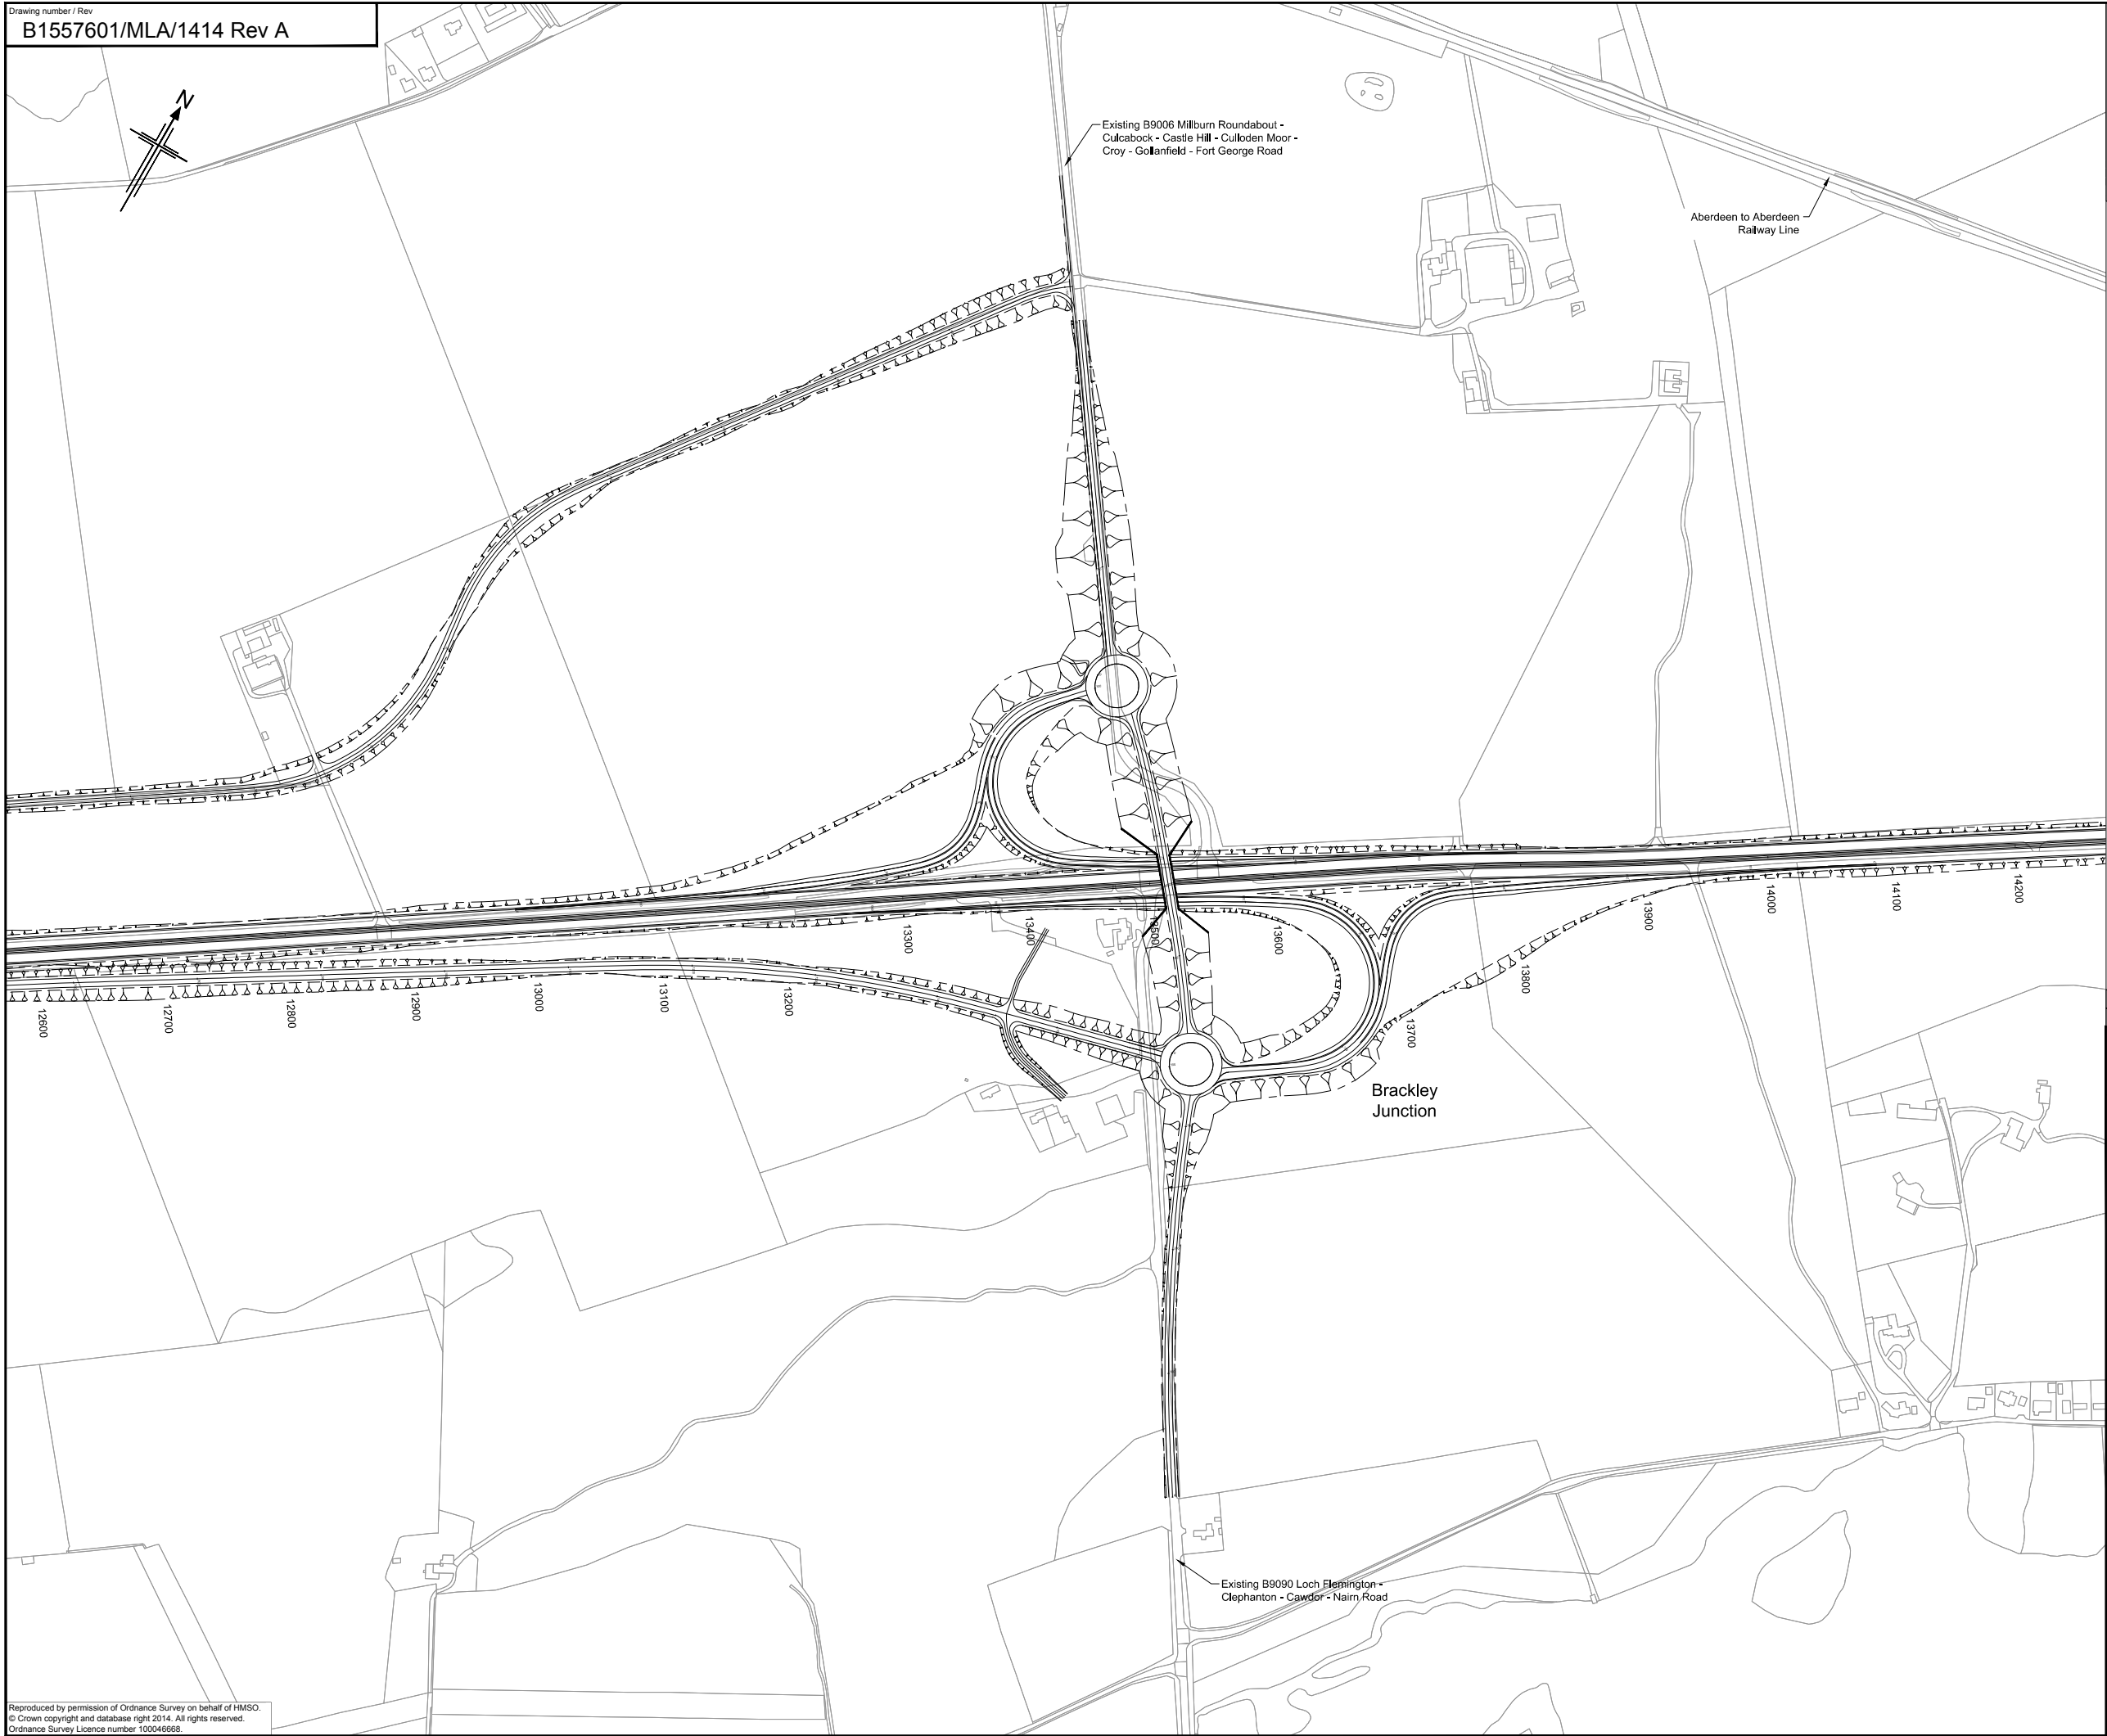 Drawing number / Rev
B1557601/MLA/1414 Rev A
N
Existing B9006 Millburn Roundabout -
Culcabock - Castle Hill - Culloden Moor -
Croy - Gollanfield - Fort George Road
Aberdeen to Aberdeen
Railway Line
12600
12700
12800
12900
13000
13100
13200
13300
13400
13500
13600
13700
13800
13900
14000
14100
14200
Brackley
Junction
Existing B9090 Loch Flemington -
Clephanton - Cawdor - Nairn Road
Reproduced by permission of Ordnance Survey on behalf of HMSO.
© Crown copyright and database right 2014. All rights reserved.
Ordnance Survey Licence number 100046668.